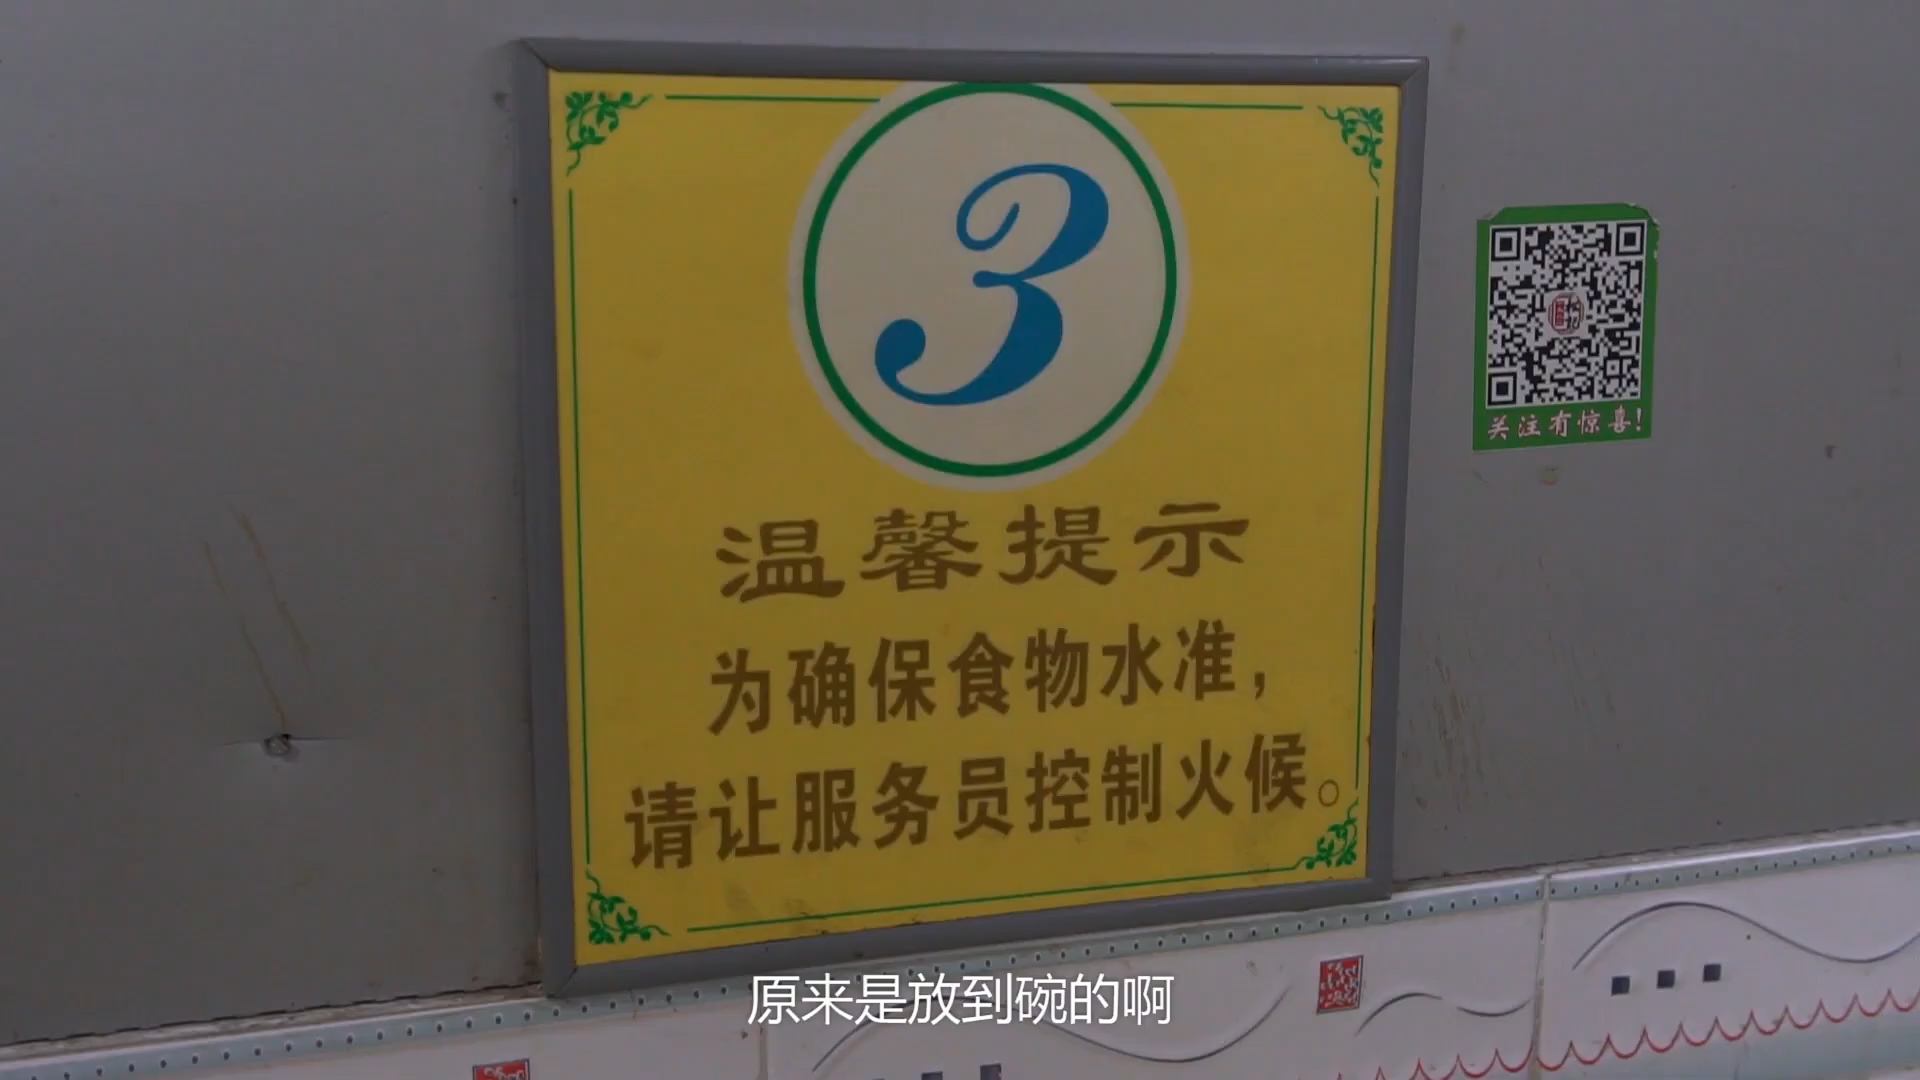 3
温馨提示
为确保食物水准，
请让服务员控制火候。
关注有惊喜！
原来是放到碗的啊